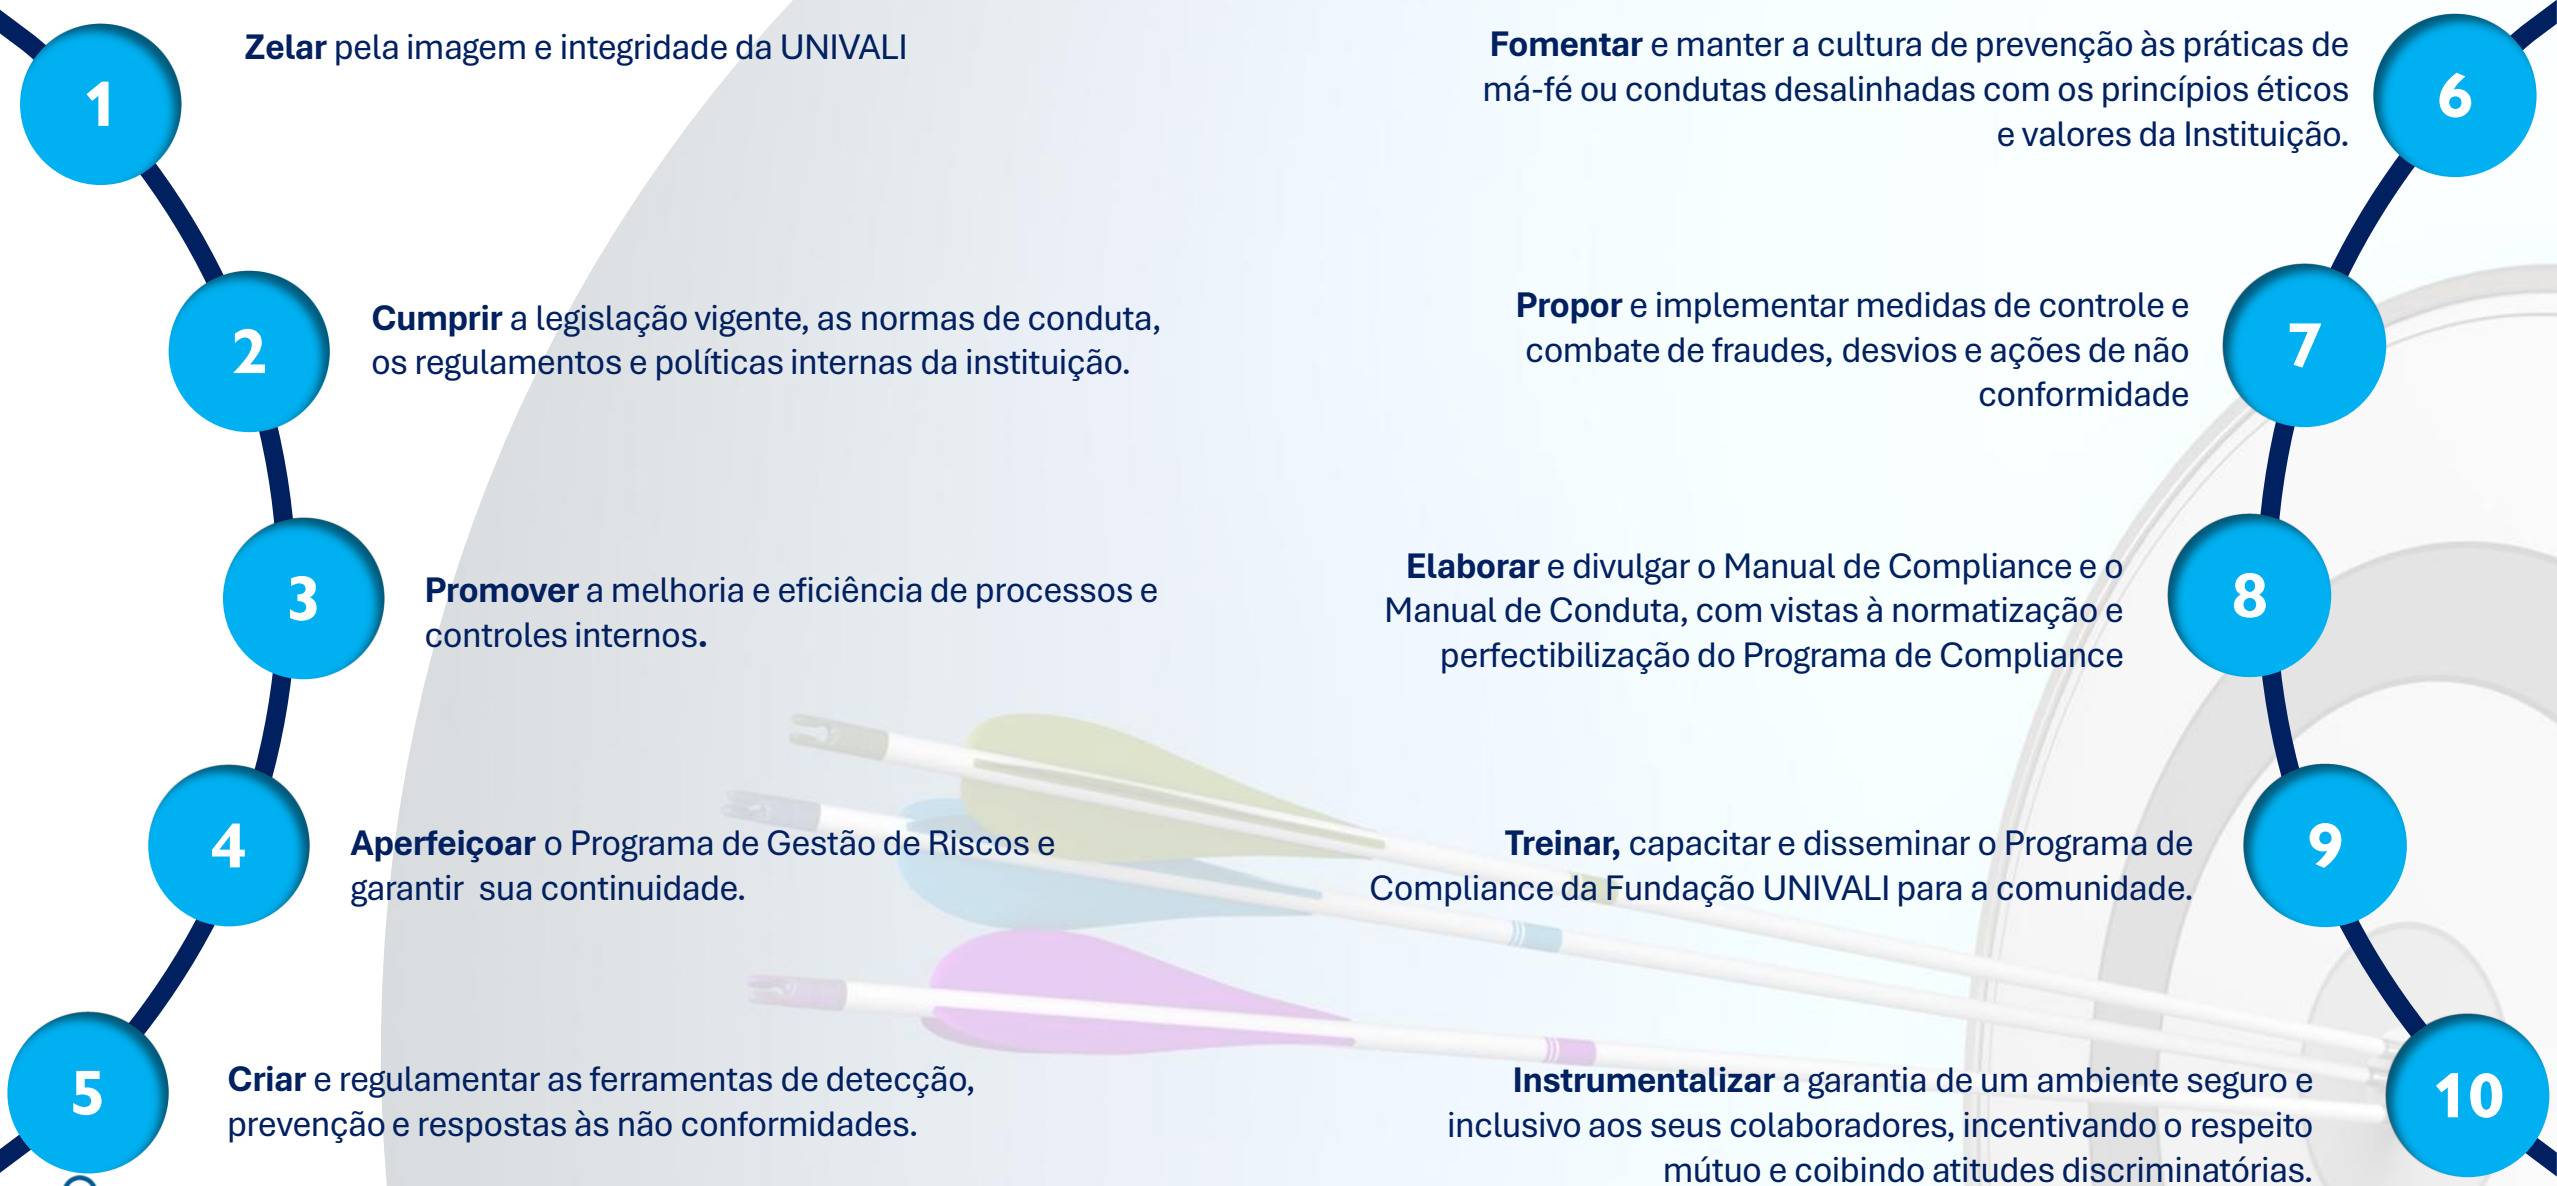 1
Zelar pela imagem e integridade da UNIVALI
2
Cumprir a legislação vigente, as normas de conduta,
os regulamentos e políticas internas da instituição.
3
Promover a melhoria e eficiência de processos e
controles internos.
4
Aperfeiçoar o Programa de Gestão de Riscos e
garantir  sua continuidade.
5
Criar e regulamentar as ferramentas de detecção,
prevenção e respostas às não conformidades.
Fomentar e manter a cultura de prevenção às práticas de
má-fé ou condutas desalinhadas com os princípios éticos
e valores da Instituição.
6
Propor e implementar medidas de controle e
combate de fraudes, desvios e ações de não
conformidade
7
Elaborar e divulgar o Manual de Compliance e o
Manual de Conduta, com vistas à normatização e
perfectibilização do Programa de Compliance
8
Treinar, capacitar e disseminar o Programa de
Compliance da Fundação UNIVALI para a comunidade.
9
Instrumentalizar a garantia de um ambiente seguro e
inclusivo aos seus colaboradores, incentivando o respeito
mútuo e coibindo atitudes discriminatórias.
10